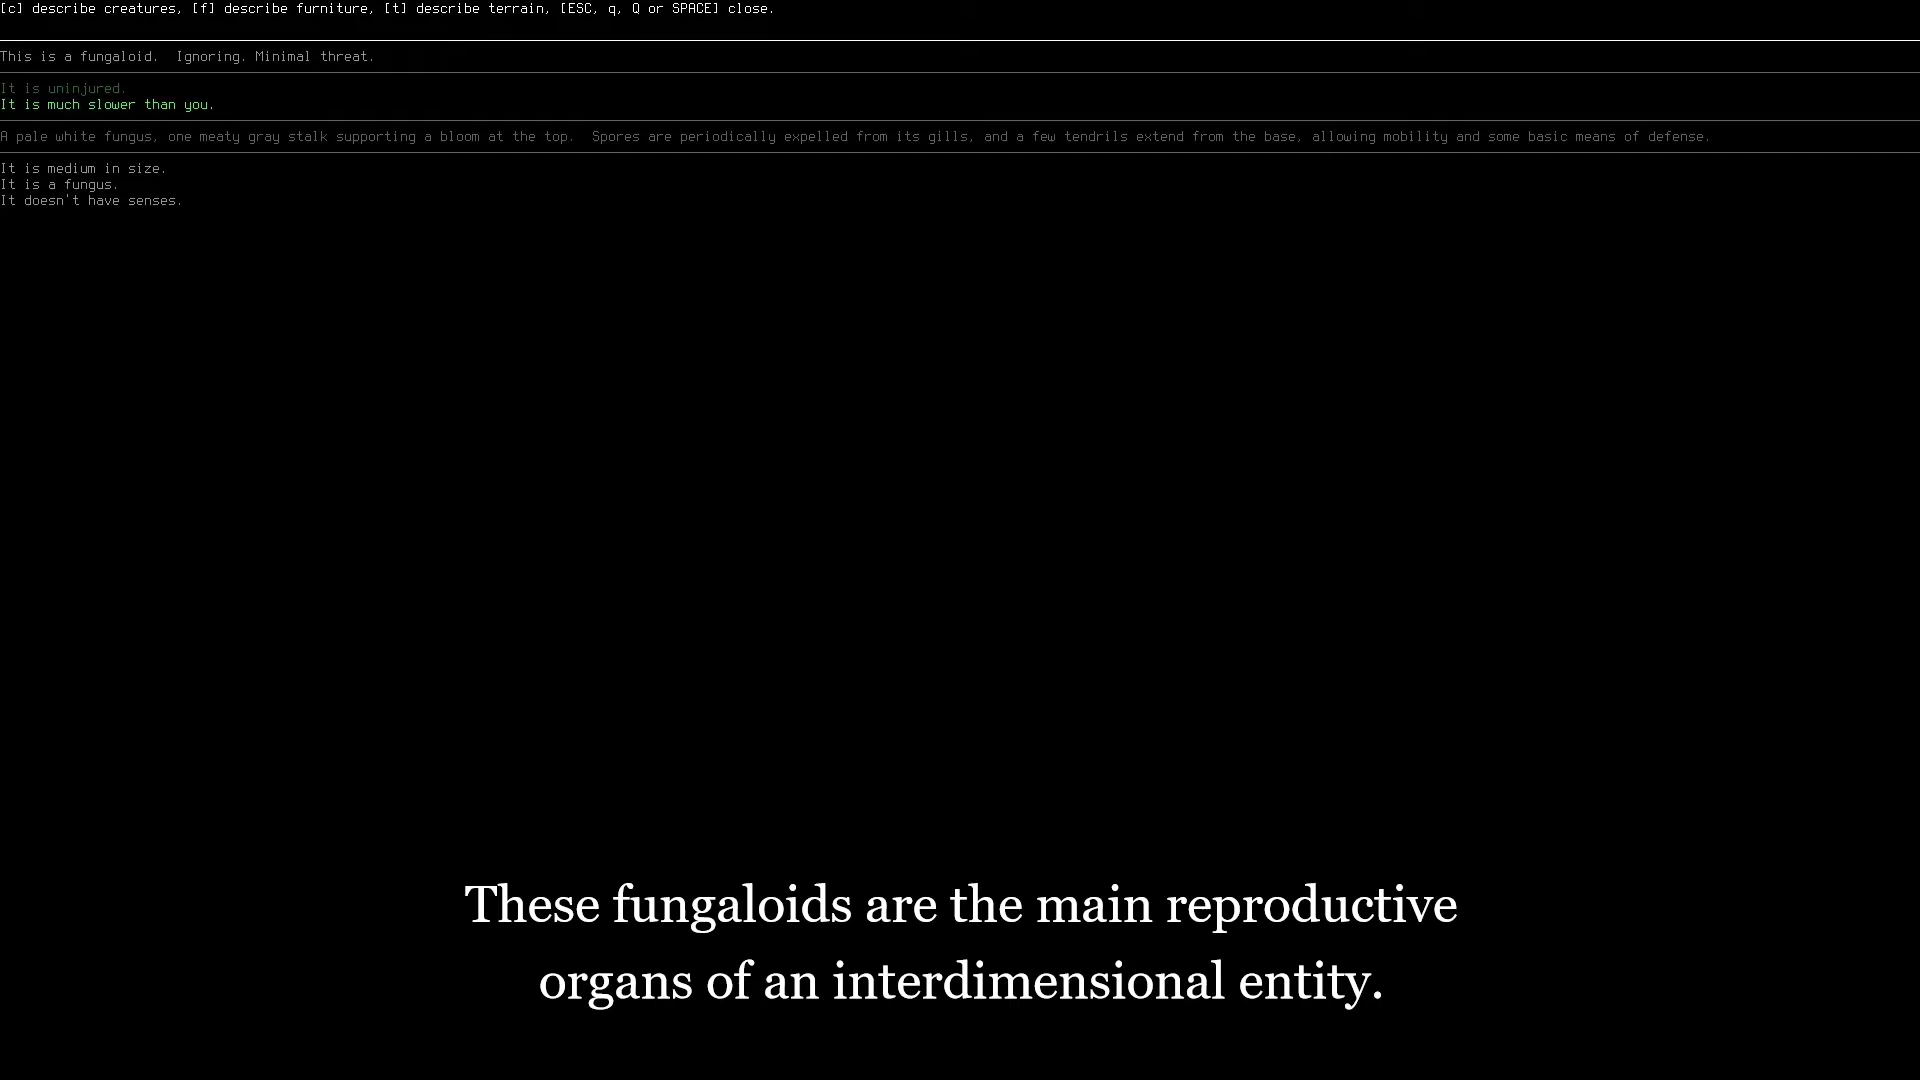 [c] describe creatures, [f] describe furniture, [t] describe terrain, [ESC, q, Q or SPACE] close.
This is a fungaloid.  Ignoring. Minimal threat.
It is uninjured.
It is much slower than you.
A pale white fungus, one meaty gray stalk supporting a bloom at the top.  Spores are periodically expelled from its gills, and a few tendrils extend from the base, allowing mobility and some basic means of defense.
It is medium in size.
It is a fungus.
It doesn't have senses.
These fungaloids are the main reproductive
organs of an interdimensional entity.